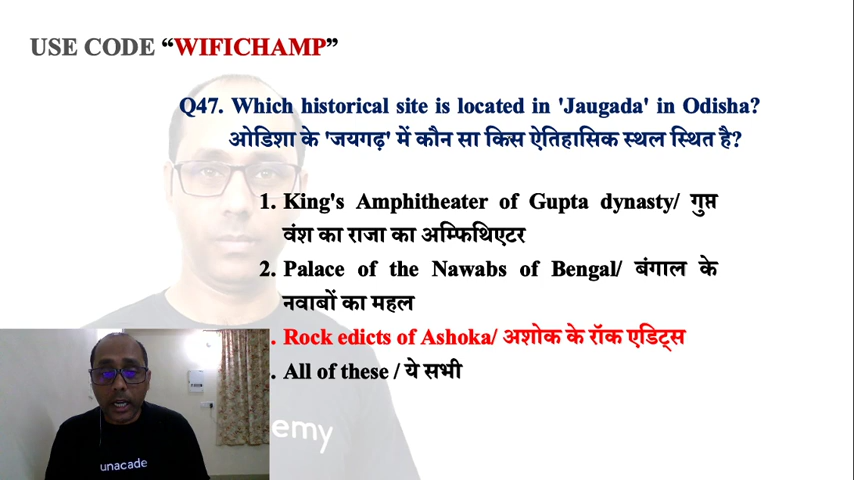 USE CODE “WIFICHAMP”
Q47. Which historical site is located in 'Jaugada' in Odisha?
ओडिशा के 'जयगढ़' में कौन सा किस ऐतिहासिक स्थल स्थित है?
1. King's Amphitheater of Gupta dynasty/ गुप्त
वंश का राजा का अम्फिथिएटर
2. Palace of the Nawabs of Bengal/ बंगाल के
नवाबों का महल
. Rock edicts of Ashoka/ अशोक के रॉक एडिट्स
. All of these / ये सभी
emy
unacade